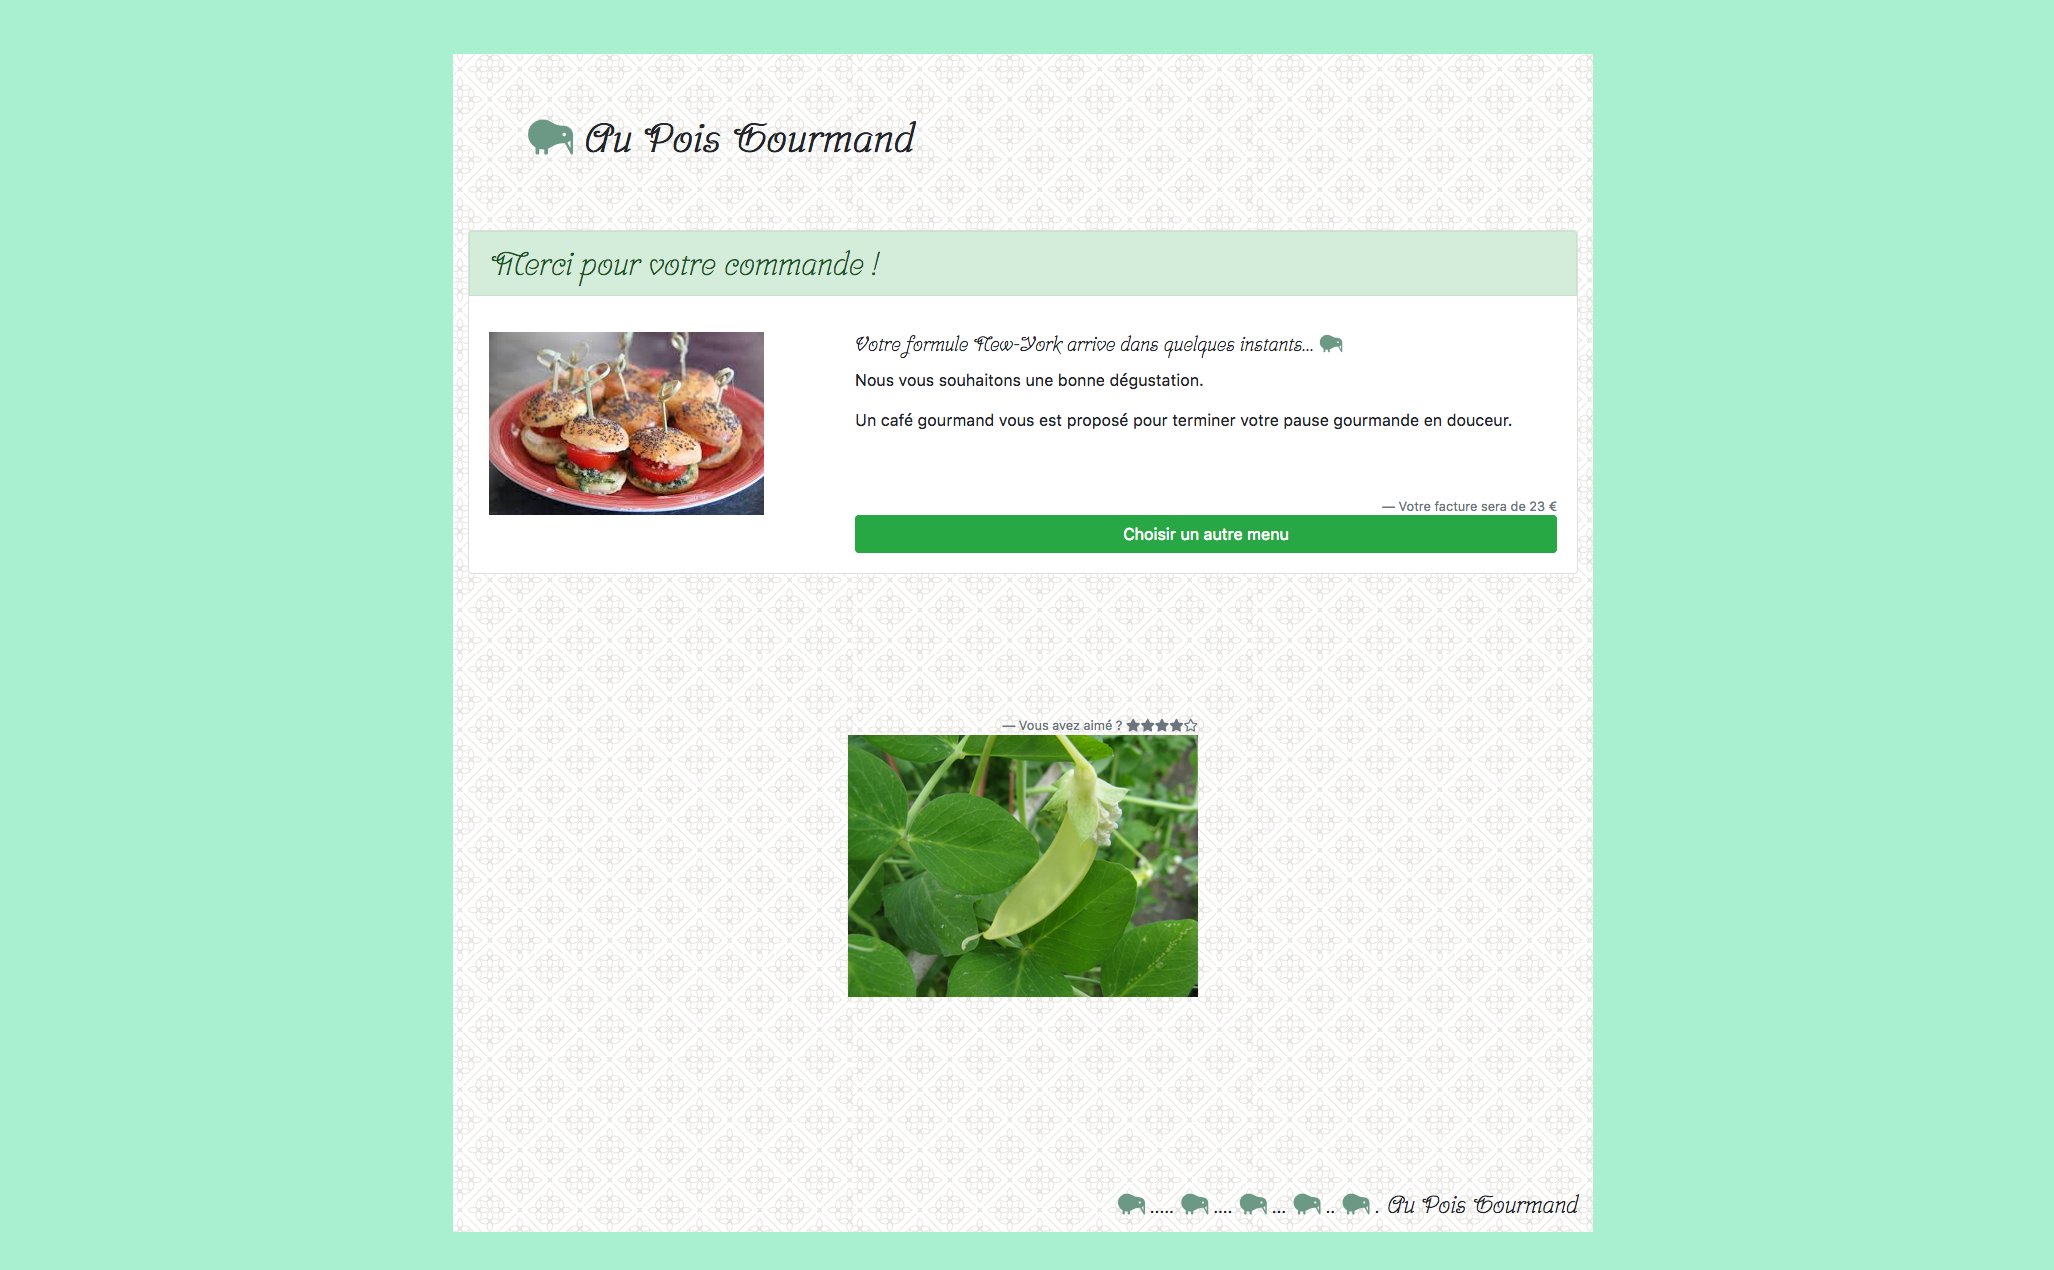 Au Pois Gourmand
Merci pour votre commande !
Votre formule New-York arrive dans quelques instants...
Nous vous souhaitons une bonne dégustation.
Un café gourmand vous est proposé pour terminer votre pause gourmande en douceur.
— Votre facture sera de 23 €
Choisir un autre menu
— Vous avez aimé ?
..... .... ... .. . Au Pois Gourmand